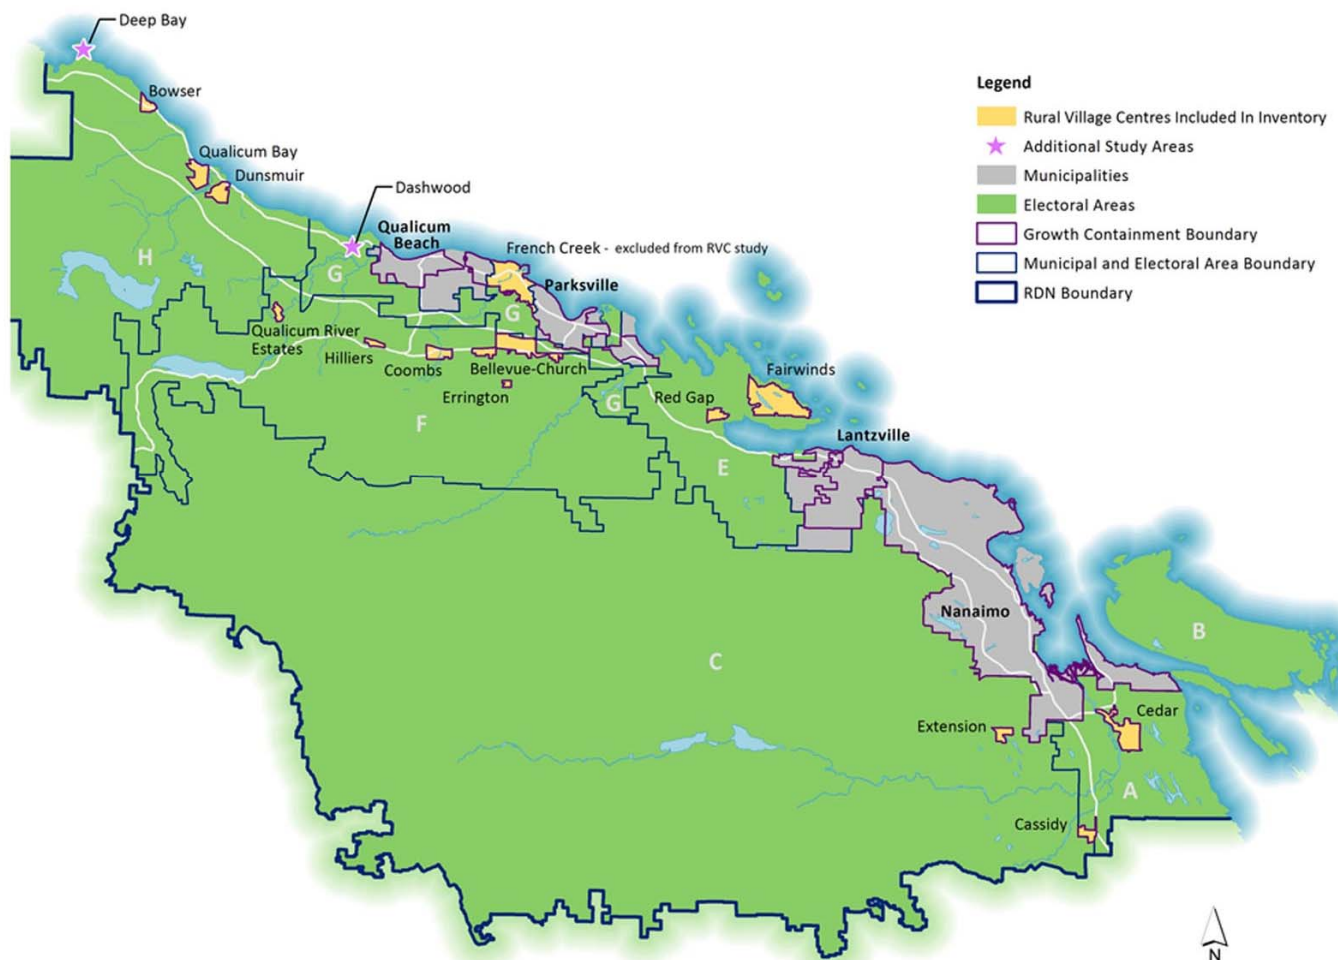 Deep Bay
Bowser
Qualicum Bay
Dunsmuir
Dashwood
Qualicum
Beach
French Creek - excluded from RVC study
Parksville
H
G
G
Qualicum River
Estates
Hilliers
Coombs
Bellevue-Church
Errington
G
Red Gap
Fairwinds
F
E
Lantzville
Nanaimo
C
B
Extension
Cedar
A
Cassidy
Legend
Rural Village Centres Included In Inventory
Additional Study Areas
Municipalities
Electoral Areas
Growth Containment Boundary
Municipal and Electoral Area Boundary
RDN Boundary
N